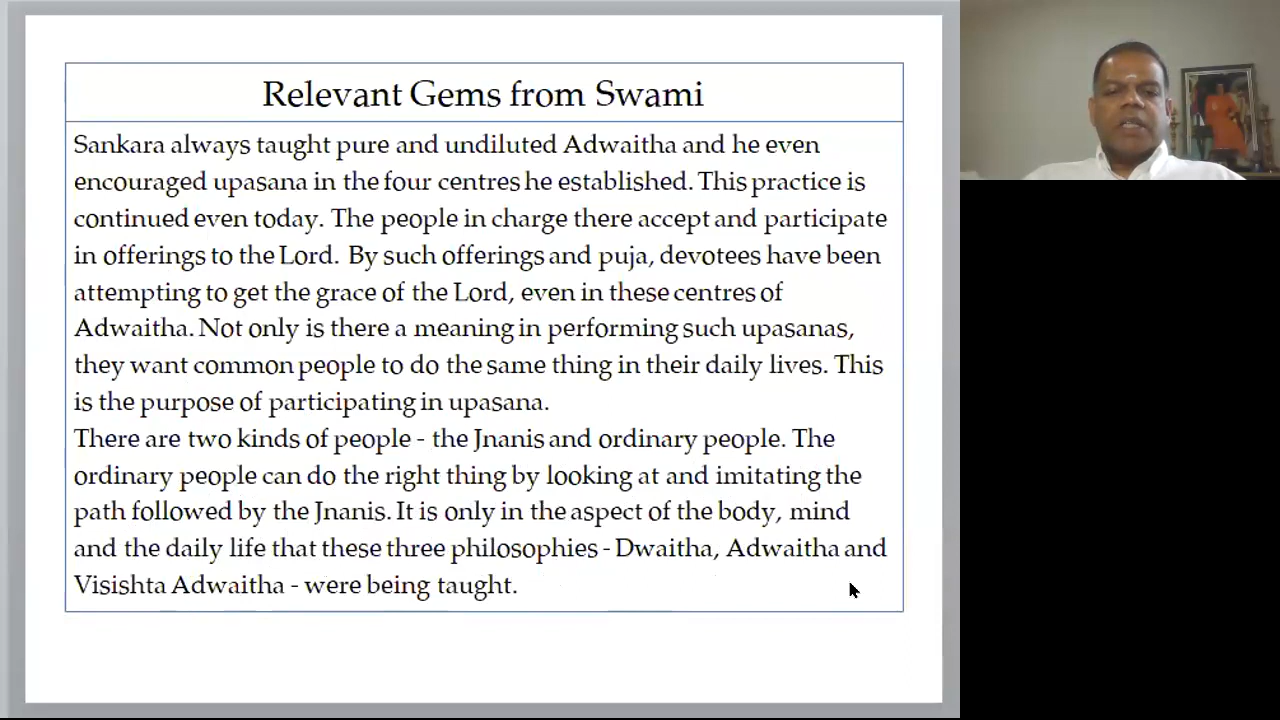 Relevant Gems from Swami
Sankara always taught pure and undiluted Adwaitha and he even
encouraged upasana in the four centres he established. This practice is
continued even today. The people in charge there accept and participate
in offerings to the Lord. By such offerings and puja, devotees have been
attempting to get the grace of the Lord, even in these centres of
Adwaitha. Not only is there a meaning in performing such upasanas,
they want common people to do the same thing in their daily lives. This
is the purpose of participating in upasana.
There are two kinds of people - the Jnanis and ordinary people. The
ordinary people can do the right thing by looking at and imitating the
path followed by the Jnanis. It is only in the aspect of the body, mind
and the daily life that these three philosophies - Dwaitha, Adwaitha and
Visishta Adwaitha - were being taught.